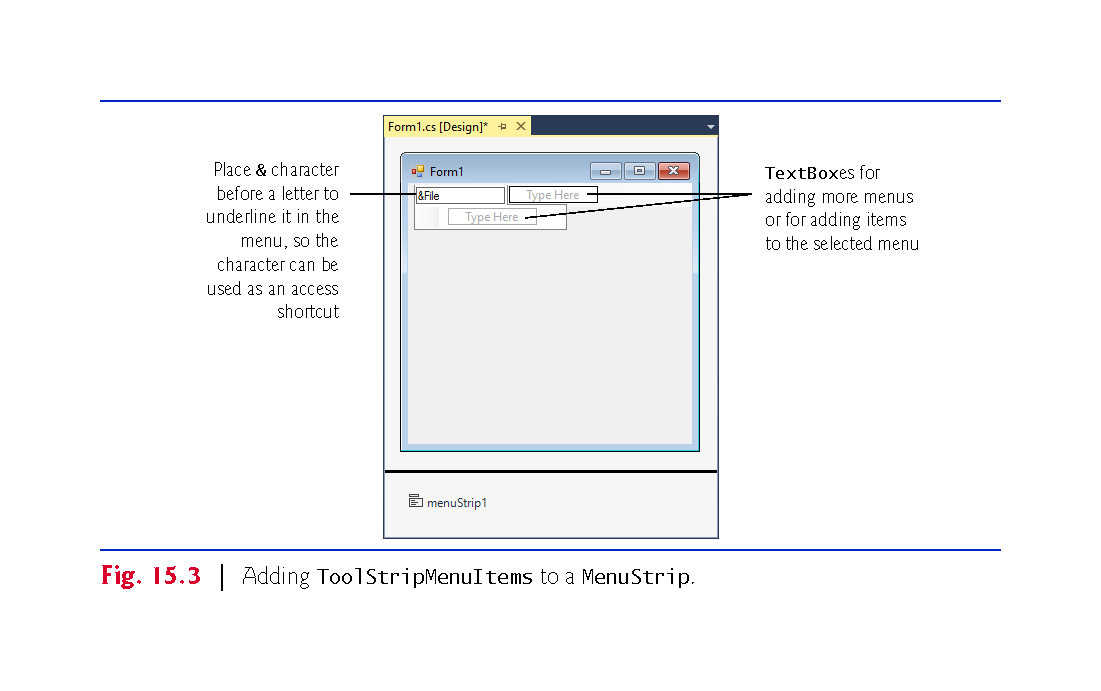 Form1.cs [Design]*
Place & character
before a letter to
underline it in the
menu, so the
character can be
used as an access
shortcut
Form1
&File
Type Here
Type Here
TextBoxes for
adding more menus
or for adding items
to the selected menu
menuStrip1
Fig. 15.3 | Adding ToolStripMenuItems to a MenuStrip.